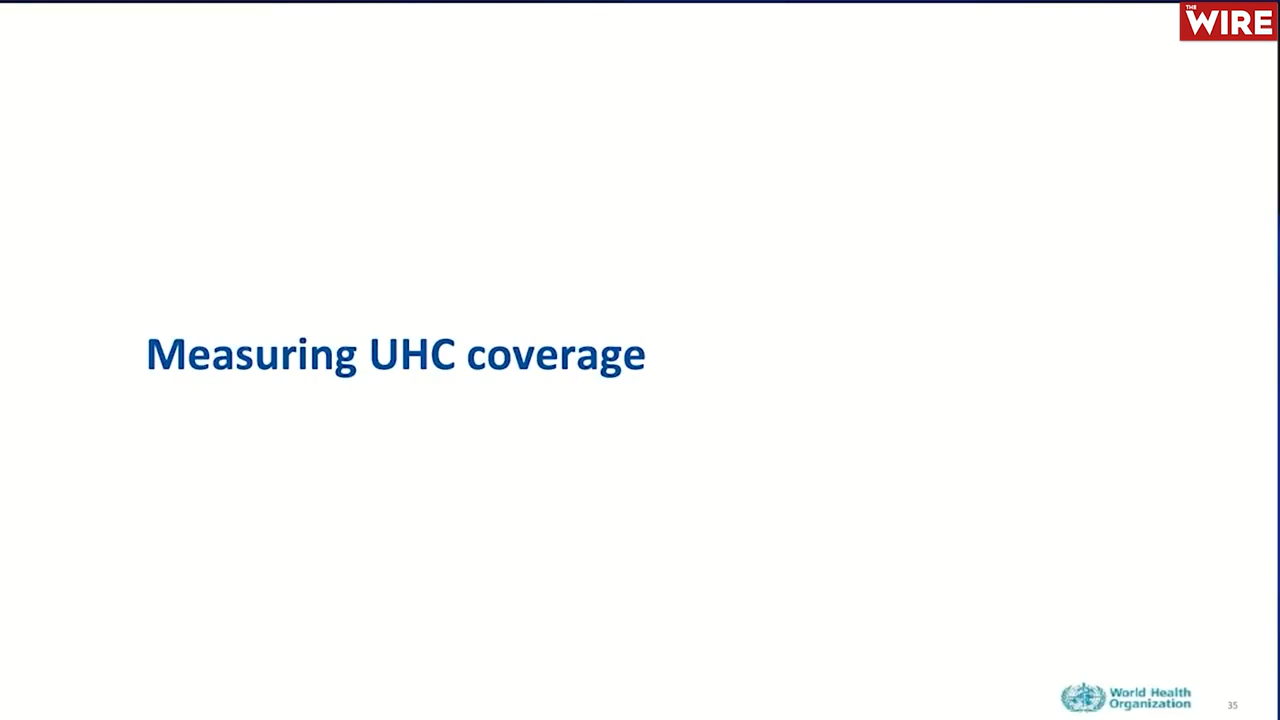 THE
WIRE
Measuring UHC coverage
World Health
Organization
35